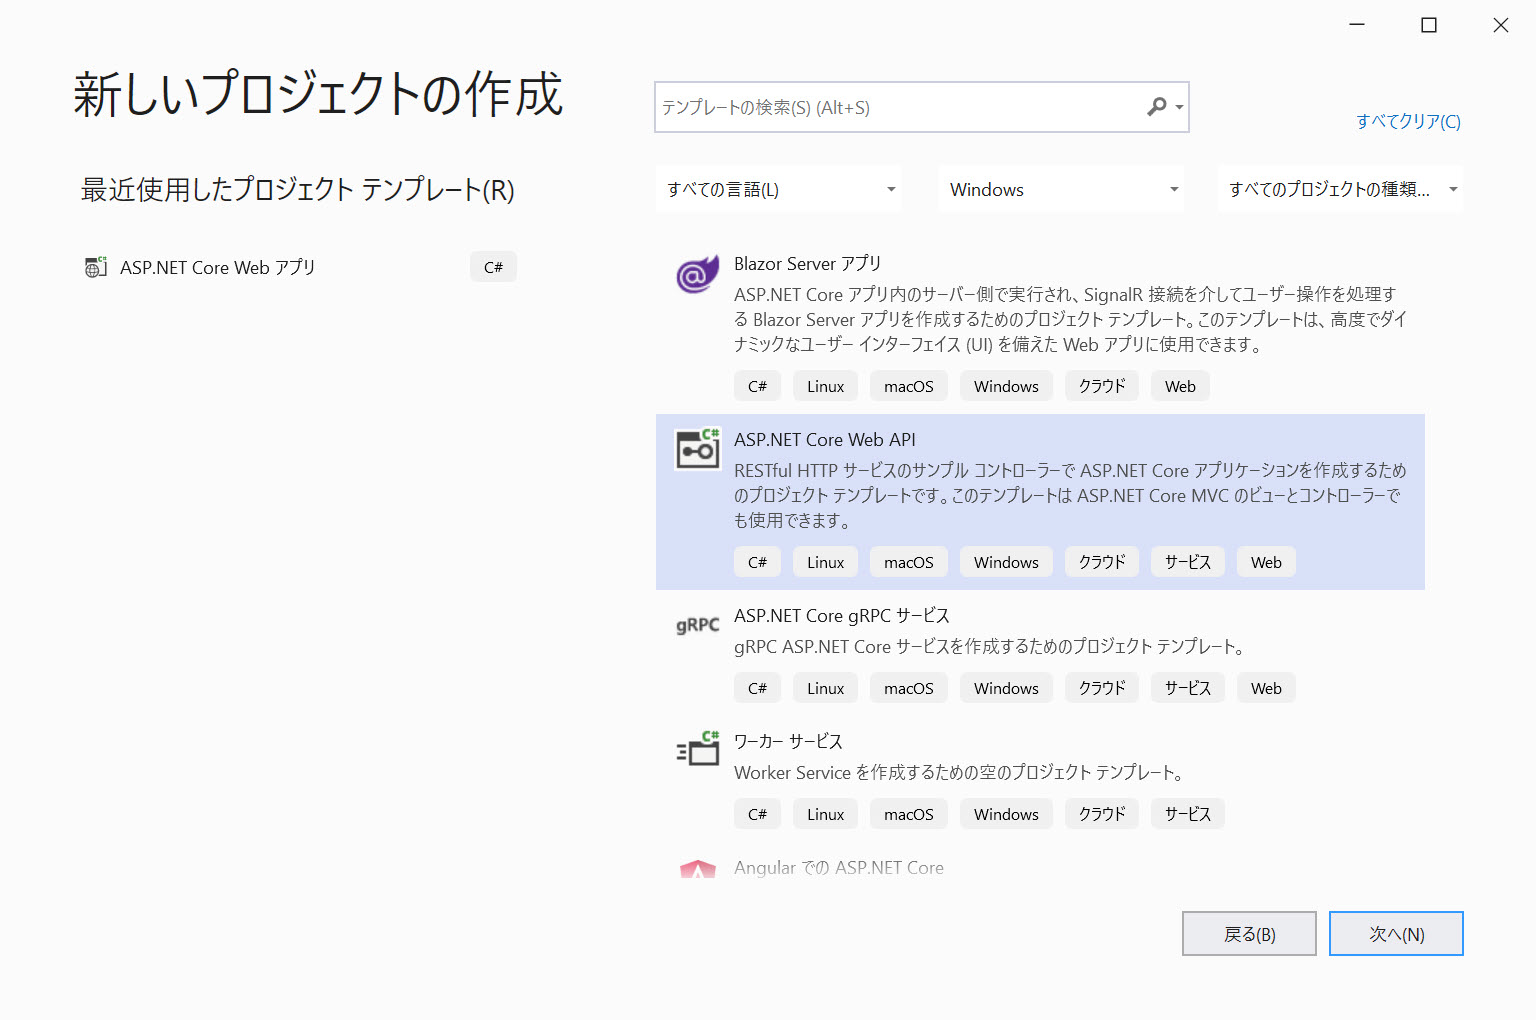 新しいプロジェクトの作成
最近使用したプロジェクト テンプレート(R)
ASP.NET Core Web アプリ
C#
テンプレートの検索(S) (Alt+S)
すべてクリア(C)
すべての言語(L)
Windows
すべてのプロジェクトの種類...
Blazor Server アプリ
ASP.NET Core アプリ内のサーバー側で実行され、SignalR 接続を介してユーザー操作を処理す
る Blazor Server アプリを作成するためのプロジェクト テンプレート。このテンプレートは、高度でダイ
ナミックなユーザー インターフェイス (UI) を備えた Web アプリに使用できます。
C# Linux macOS Windows クラウド Web
ASP.NET Core Web API
RESTful HTTP サービスのサンプル コントローラーで ASP.NET Core アプリケーションを作成するため
のプロジェクト テンプレートです。このテンプレートは ASP.NET Core MVC のビューとコントローラーで
も使用できます。
C# Linux macOS Windows クラウド サービス Web
gRPC
ASP.NET Core gRPC サービス
gRPC ASP.NET Core サービスを作成するためのプロジェクト テンプレート。
C# Linux macOS Windows クラウド サービス Web
ワーカー サービス
Worker Service を作成するための空のプロジェクト テンプレート。
C# Linux macOS Windows クラウド サービス
Angular での ASP.NET Core
戻る(B)
次へ(N)